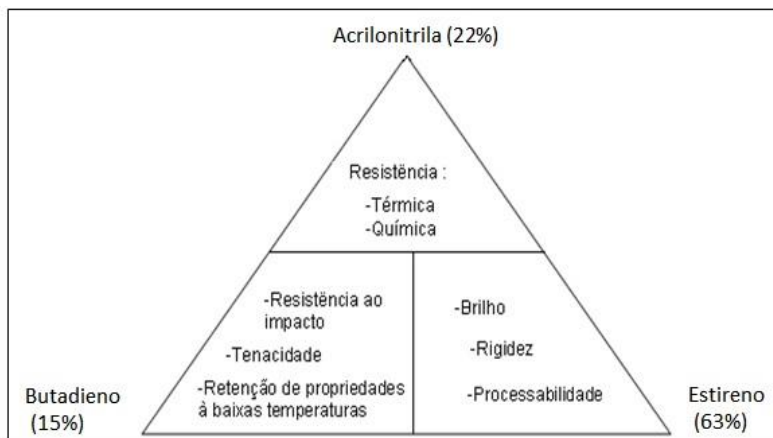 Acrilonitrila (22%)
Resistência :
-Térmica
-Química
-Resistência ao
impacto
-Tenacidade
-Retenção de propriedades
à baixas temperaturas
-Brilho
-Rigidez
-Processabilidade
Butadieno
(15%)
Estireno
(63%)